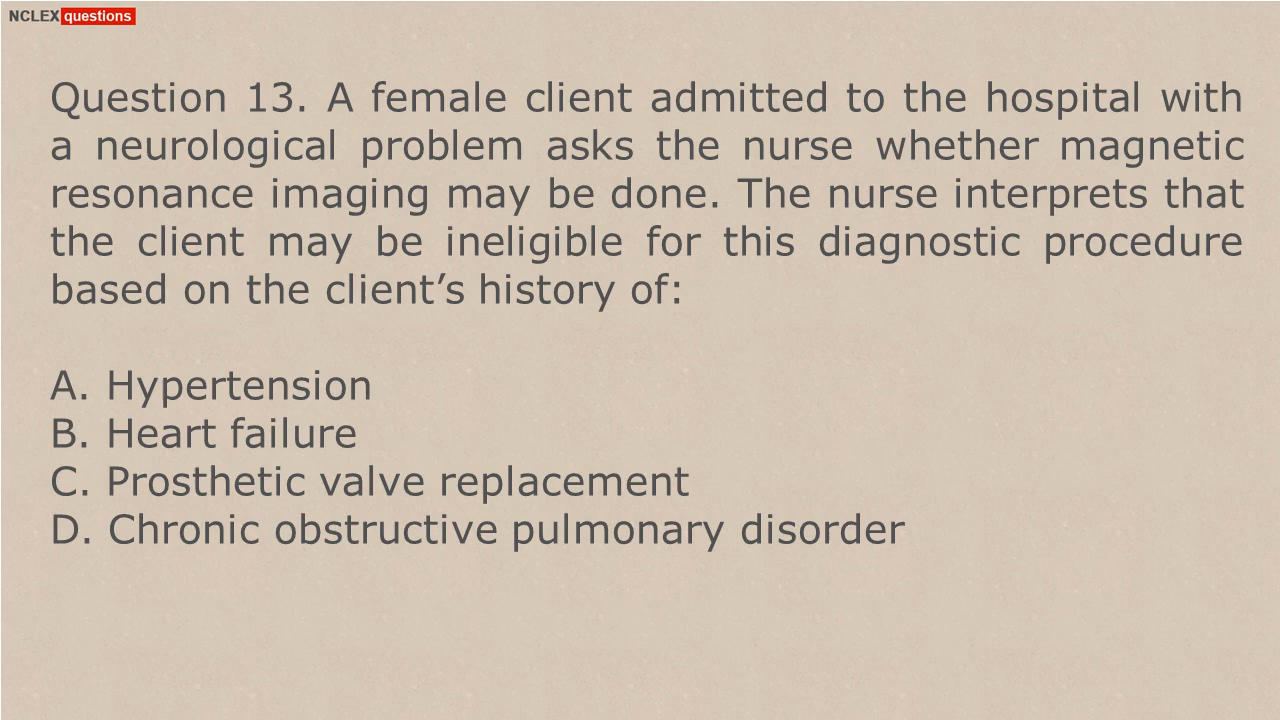 NCLEX questions
Question 13. A female client admitted to the hospital with
a neurological problem asks the nurse whether magnetic
resonance imaging may be done. The nurse interprets that
the client may be ineligible for this diagnostic procedure
based on the client’s history of:
A. Hypertension
B. Heart failure
C. Prosthetic valve replacement
D. Chronic obstructive pulmonary disorder